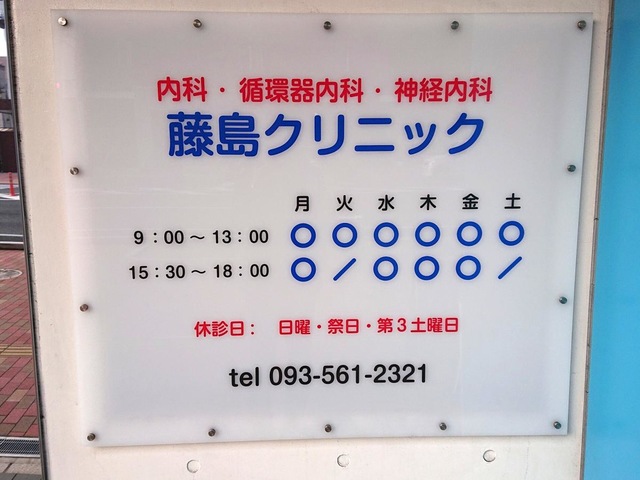 内科・循環器内科・神経内科
藤島クリニック
月 火 水 木 金 土
9：00～13：00 ○ ○ ○ ○ ○ ○
15：30～18：00 ○ ／ ○ ○ ○ ／
休診日： 日曜・祭日・第3土曜日
tel 093-561-2321